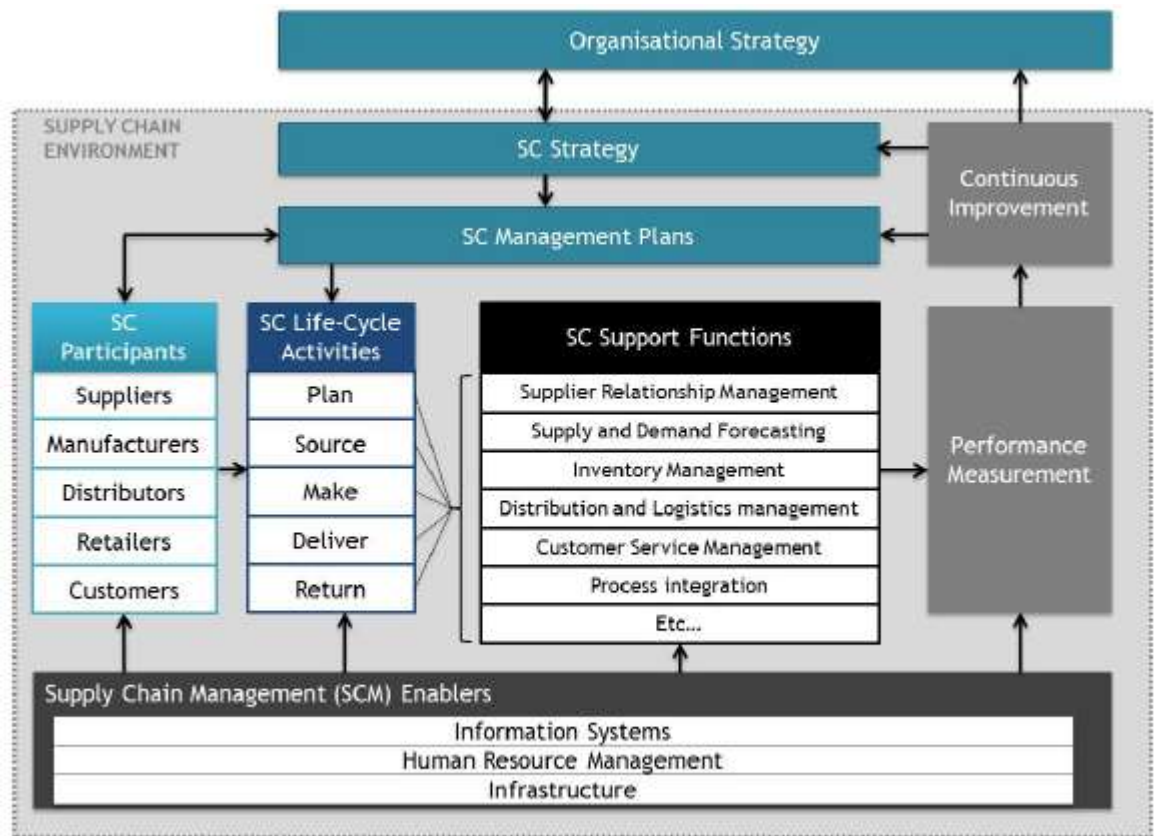 Organisational Strategy
SUPPLY CHAIN
ENVIRONMENT
SC Strategy
Continuous
Improvement
SC Management Plans
SC
Participants
Suppliers
Manufacturers
Distributors
Retailers
Customers
SC Life-Cycle
Activities
Plan
Source
Make
Deliver
Return
SC Support Functions
Supplier Relationship Management
Supply and Demand Forecasting
Inventory Management
Distribution and Logistics management
Customer Service Management
Process integration
Etc...
Performance
Measurement
Supply Chain Management (SCM) Enablers
Information Systems
Human Resource Management
Infrastructure